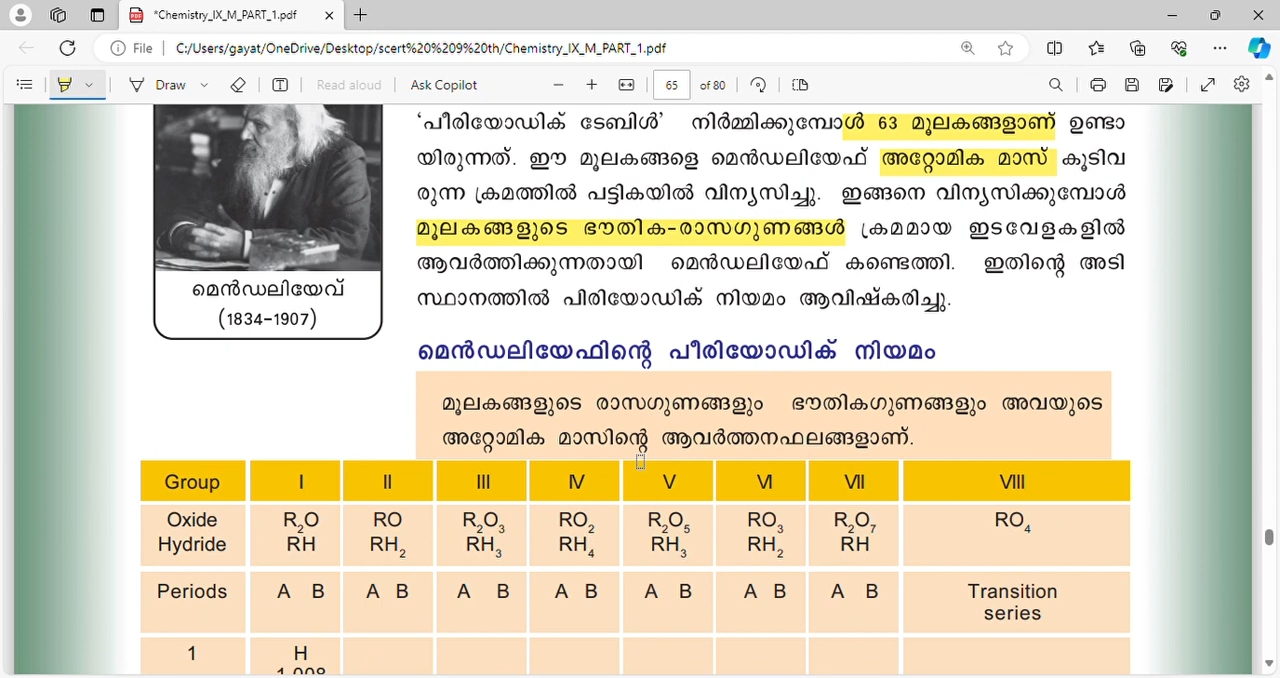 *Chemistry_IX_M_PART_1.pdf
File C:/Users/gayat/OneDrive/Desktop/scert%20%209%20th/Chemistry_IX_M_PART_1.pdf
Draw Read aloud Ask Copilot 65 of 80
‘പീരിയോഡിക് ടേബിൾ’ നിർമ്മിക്കുമ്പോൾ 63 മൂലകങ്ങളാണ് ഉണ്ടാ
യിരുന്നത്. ഈ മൂലകങ്ങളെ മെൻഡലിയേഫ് അറ്റോമിക മാസ് കൂടിവ
രുന്ന ക്രമത്തിൽ പട്ടികയിൽ വിന്യസിച്ചു. ഇങ്ങനെ വിന്യസിക്കുമ്പോൾ
മൂലകങ്ങളുടെ ഭൗതിക-രാസഗുണങ്ങൾ ക്രമമായ ഇടവേളകളിൽ
ആവർത്തിക്കുന്നതായി മെൻഡലിയേഫ് കണ്ടെത്തി. ഇതിന്റെ അടി
സ്ഥാനത്തിൽ പിരിയോഡിക് നിയമം ആവിഷ്കരിച്ചു.
മെൻഡലിയേവ്
(1834-1907)
മെൻഡലിയേഫിന്റെ പീരിയോഡിക് നിയമം
മൂലകങ്ങളുടെ രാസഗുണങ്ങളും ഭൗതികഗുണങ്ങളും അവയുടെ
അറ്റോമിക മാസിന്റെ ആവർത്തനഫലങ്ങളാണ്.
Group I II III IV V VI VII VIII
Oxide R₂O RO R₂O₃ RO₂ R₂O₅ RO₃ R₂O₇ RO₄
Hydride RH RH₂ RH₃ RH₄ RH₃ RH₂ RH
Periods A B A B A B A B A B A B A B Transition
series
1 H
1.008